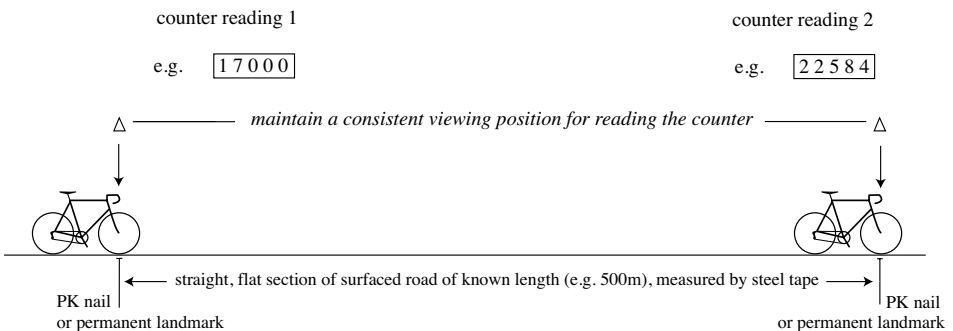 counter reading 1
counter reading 2
e.g. 17000
e.g. 22584
maintain a consistent viewing position for reading the counter
straight, flat section of surfaced road of known length (e.g. 500m), measured by steel tape
PK nail
or permanent landmark
PK nail
or permanent landmark